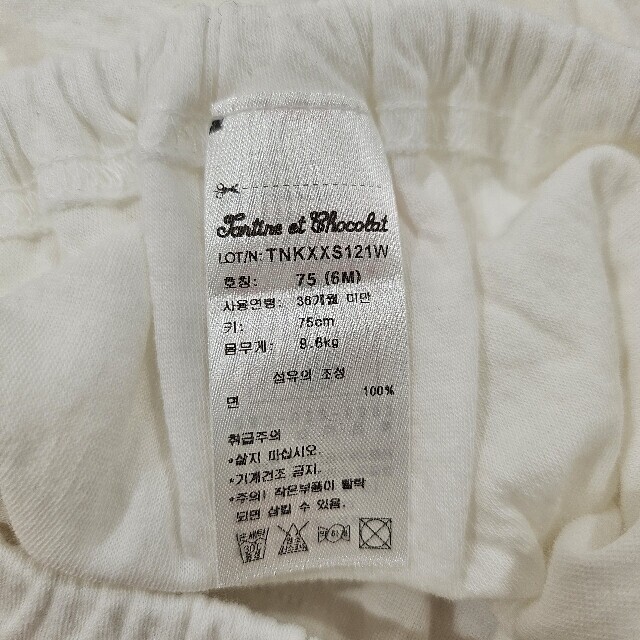 Tartine et Chocolat
LOT/N: TNKXXS121W
호칭: 75 (6M)
사용연령: 36개월 미만
키: 75cm
몸무게: 9.6kg
섬유의 조성
면 100%
취급주의
*삶지 마십시오.
*기계건조 금지.
*주의! 작은부품이 탈락
되면 삼킬 수 있음.